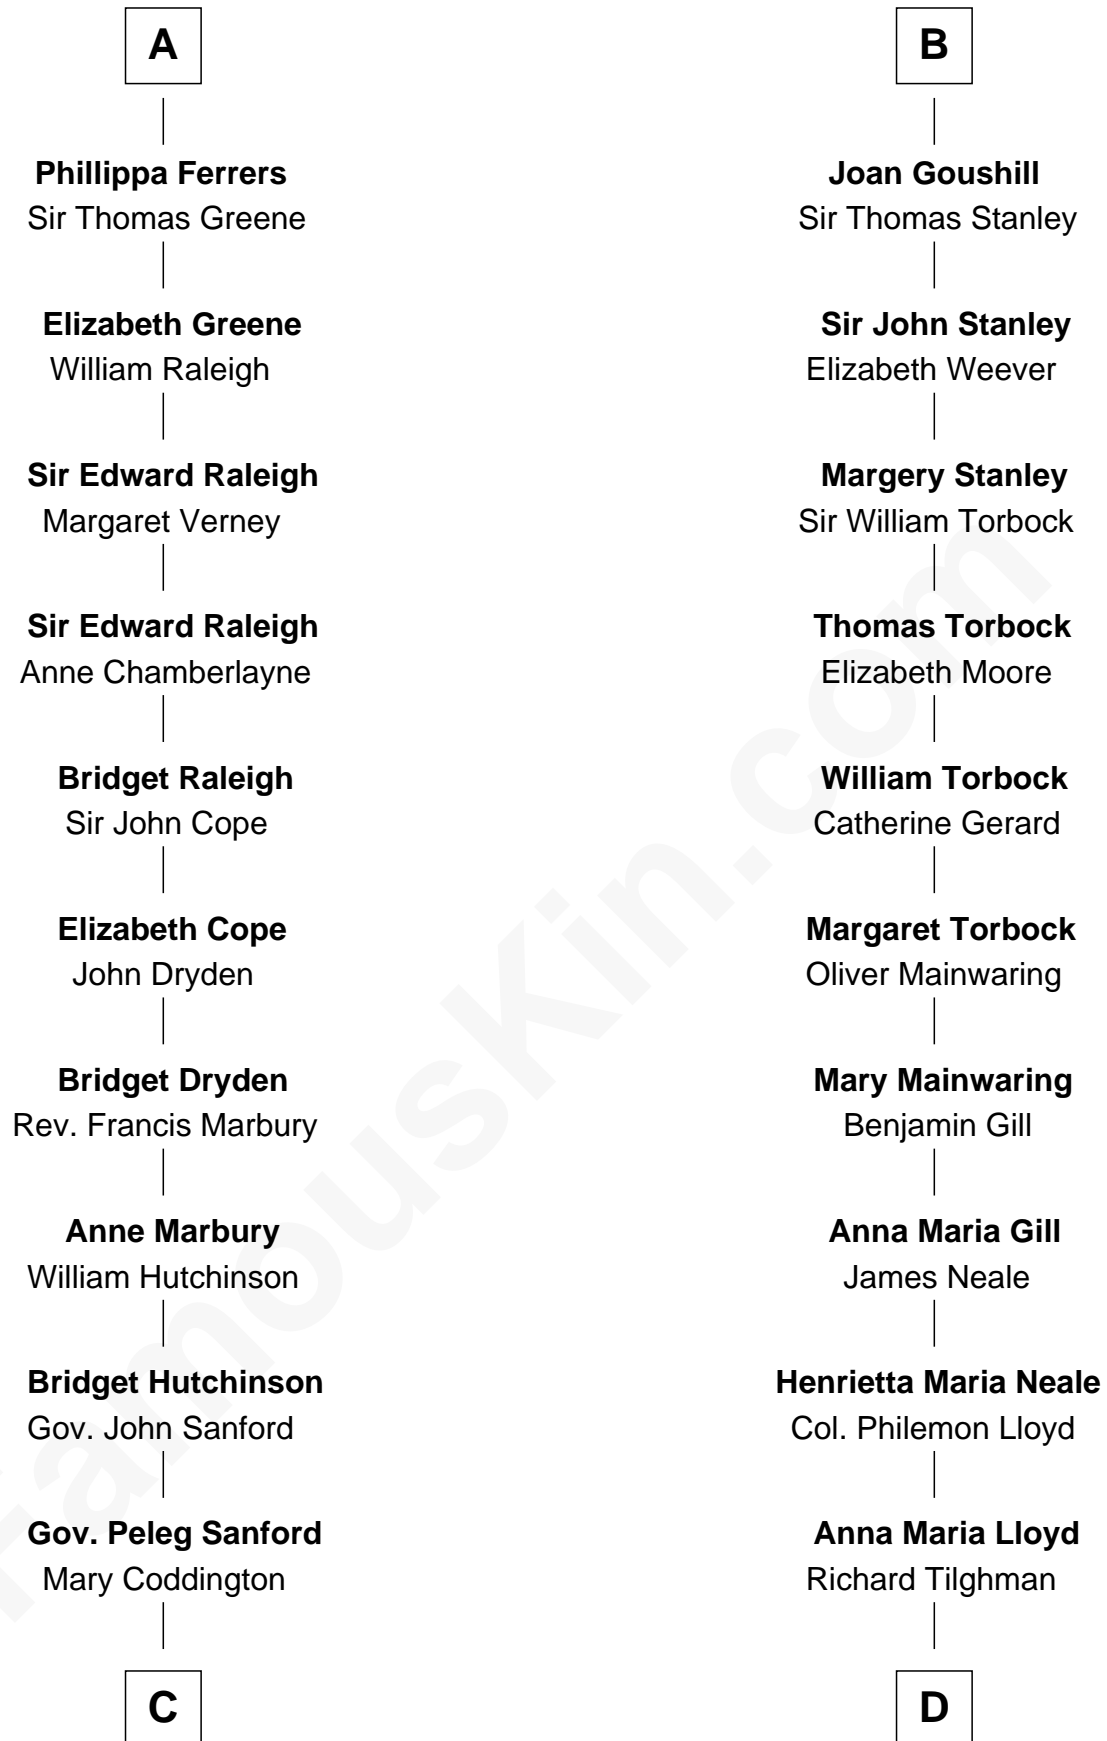 A
Phillippa Ferrers
Sir Thomas Greene
Elizabeth Greene
William Raleigh
Sir Edward Raleigh
Margaret Verney
Sir Edward Raleigh
Anne Chamberlayne
Bridget Raleigh
Sir John Cope
Elizabeth Cope
John Dryden
Bridget Dryden
Rev. Francis Marbury
Anne Marbury
William Hutchinson
Bridget Hutchinson
Gov. John Sanford
Gov. Peleg Sanford
Mary Coddington
C
B
Joan Goushill
Sir Thomas Stanley
Sir John Stanley
Elizabeth Weever
Margery Stanley
Sir William Torbock
Thomas Torbock
Elizabeth Moore
William Torbock
Catherine Gerard
Margaret Torbock
Oliver Mainwaring
Mary Mainwaring
Benjamin Gill
Anna Maria Gill
James Neale
Henrietta Maria Neale
Col. Philemon Lloyd
Anna Maria Lloyd
Richard Tilghman
D
FamousKin.com